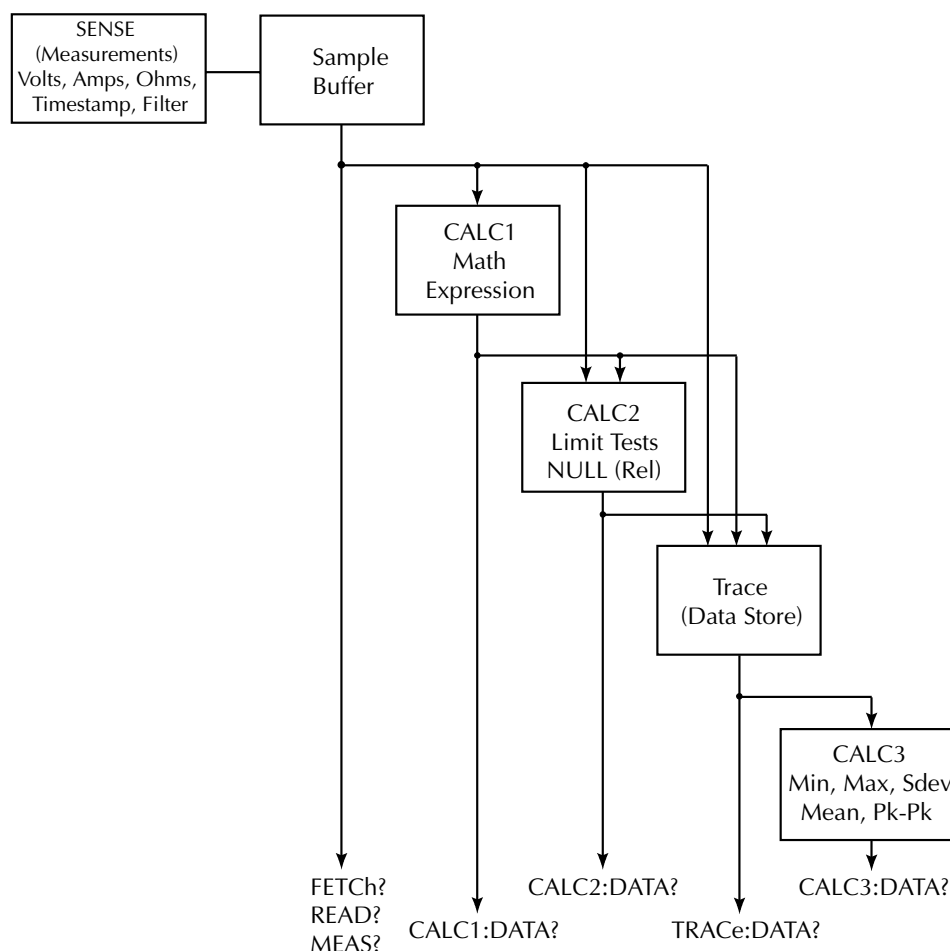 SENSE
(Measurements)
Volts, Amps, Ohms,
Timestamp, Filter
Sample
Buffer
CALC1
Math
Expression
CALC2
Limit Tests
NULL (Rel)
Trace
(Data Store)
CALC3
Min, Max, Sdev
Mean, Pk-Pk
FETCh?
READ?
MEAS?
CALC1:DATA?
CALC2:DATA?
TRACe:DATA?
CALC3:DATA?